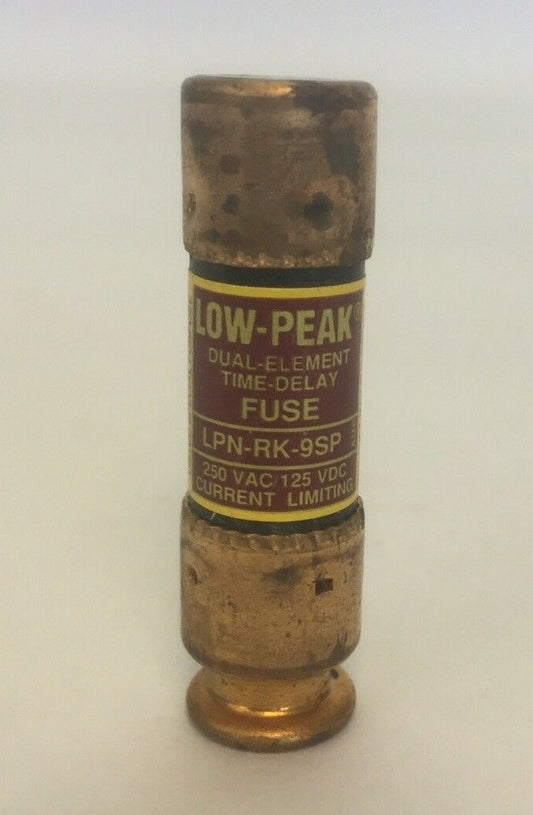 LOW-PEAK®
DUAL-ELEMENT
TIME-DELAY
FUSE
LPN-RK-9SP
250 VAC/125 VDC
CURRENT LIMITING